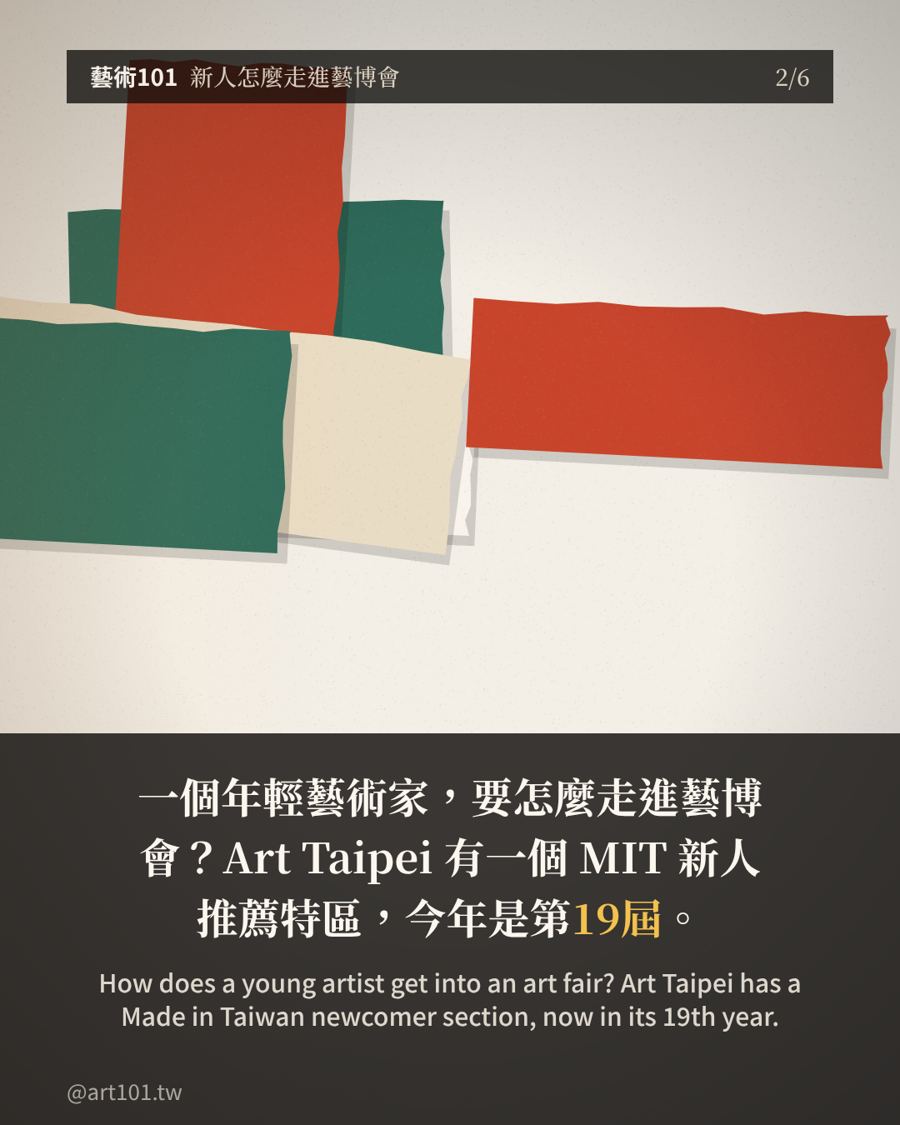 藝術101 新人怎麼走進藝博會 2/6
一個年輕藝術家，要怎麼走進藝博
會？Art Taipei 有一個 MIT 新人
推薦特區，今年是第19屆。
How does a young artist get into an art fair? Art Taipei has a
Made in Taiwan newcomer section, now in its 19th year.
@art101.tw